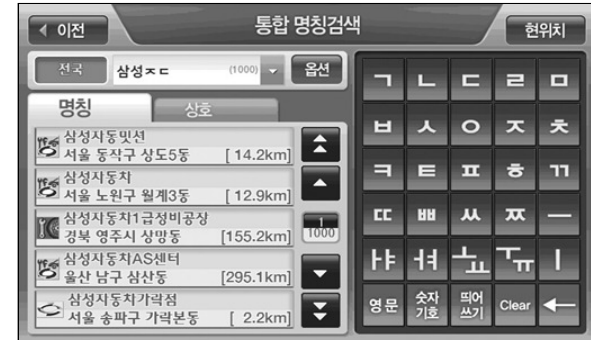 이전
통합 명칭검색
현위치
전국
삼성ㅈㄷ
(1000)
옵션
명칭
상호
삼성자동밋션
서울 동작구 상도5동 [ 14.2km]
삼성자동차
서울 노원구 월계3동 [ 12.9km]
삼성자동차1급정비공장
경북 영주시 상망동 [155.2km]
삼성자동차AS센터
울산 남구 삼산동 [295.1km]
삼성자동차가락점
서울 송파구 가락본동 [ 2.2km]
1
1000
ㄱ ㄴ ㄷ ㄹ ㅁ
ㅂ ㅅ ㅇ ㅈ ㅊ
ㅋ ㅌ ㅍ ㅎ ㄲ
ㄸ ㅃ ㅆ ㅉ ㅡ
ㅏㅑ ㅓㅕ ㅗㅛ ㅜㅠ ㅣ
영문 숫자 기호 띄어 쓰기 Clear ←